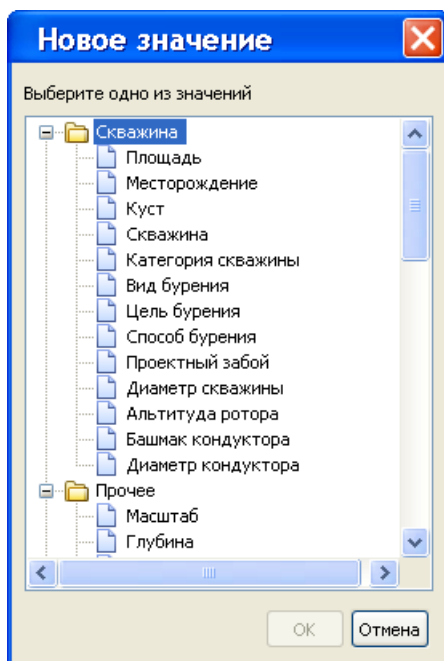 Новое значение
Выберите одно из значений
Скважина
Площадь
Месторождение
Куст
Скважина
Категория скважины
Вид бурения
Цель бурения
Способ бурения
Проектный забой
Диаметр скважины
Альтитуда ротора
Башмак кондуктора
Диаметр кондуктора
Прочее
Масштаб
Глубина
OK Отмена